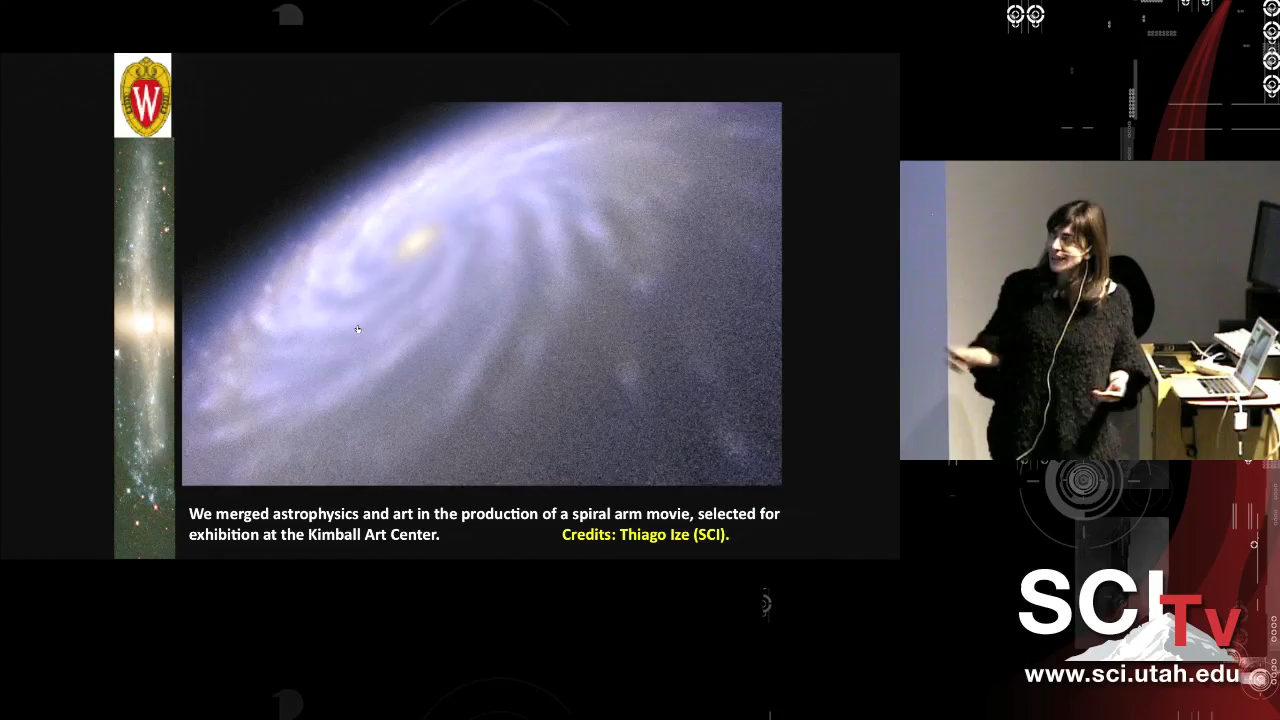 W
We merged astrophysics and art in the production of a spiral arm movie, selected for
exhibition at the Kimball Art Center. Credits: Thiago Ize (SCI).
SCI
Tv
www.sci.utah.edu